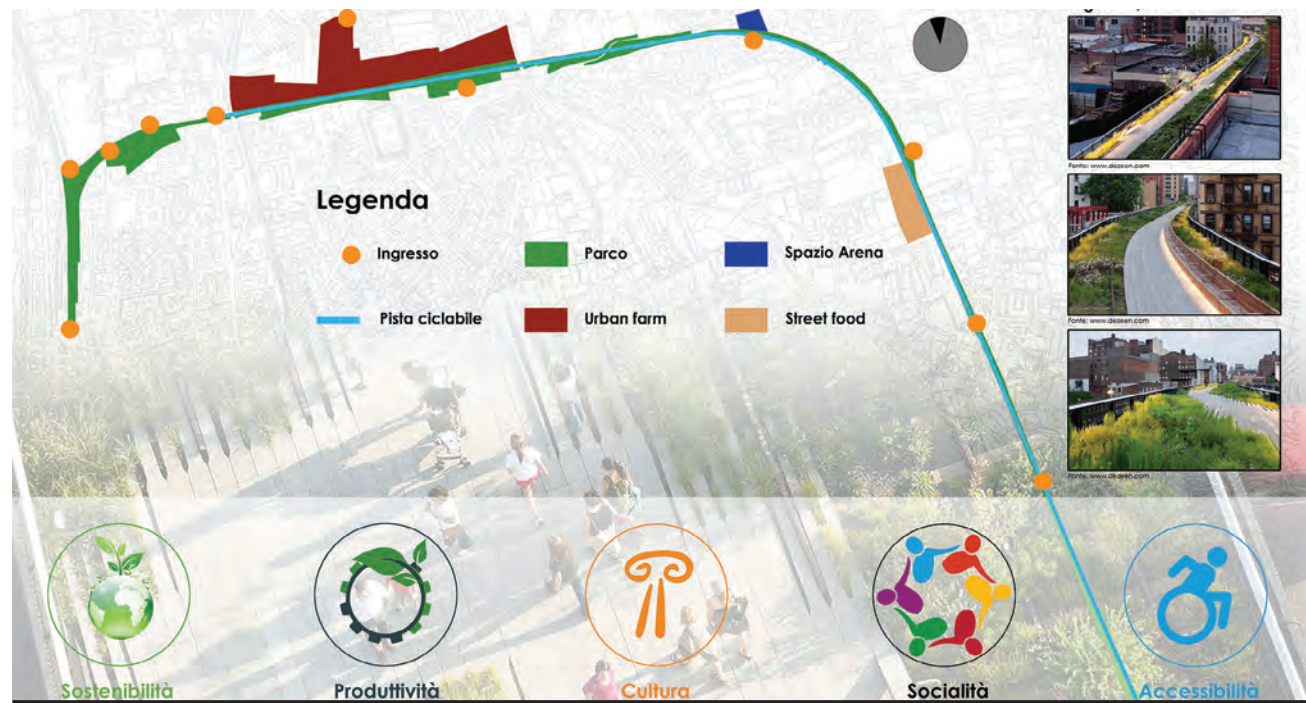 Fonte: www.dezeen.com
Fonte: www.dezeen.com
Fonte: www.dezeen.com
Legenda
Ingresso
Parco
Spazio Arena
Pista ciclabile
Urban farm
Street food
Sostenibilità
Produttività
Cultura
Socialità
Accessibilità